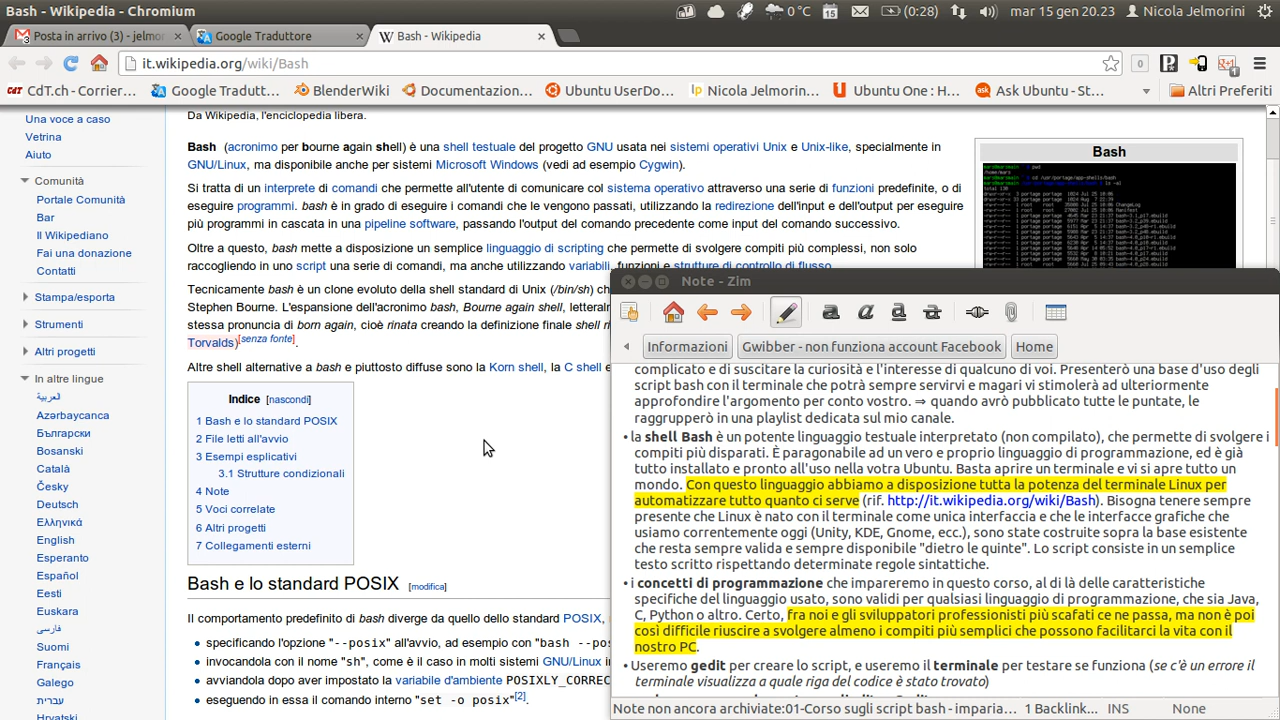 Bash - Wikipedia - Chromium
0 °C
15
(0:28)
mar 15 gen 20.23
Nicola Jelmorini
Posta in arrivo (3) - jelmo
Google Traduttore
Bash - Wikipedia
it.wikipedia.org/wiki/Bash
CdT.ch - Corrier...
Google Tradutt...
BlenderWiki
Documentazion...
Ubuntu UserDo...
Nicola Jelmorin...
Ubuntu One : H...
Ask Ubuntu - St...
Altri Preferiti
Una voce a caso
Vetrina
Aiuto
Comunità
Portale Comunità
Bar
Il Wikipediano
Fai una donazione
Contatti
Stampa/esporta
Strumenti
Altri progetti
In altre lingue
العربية
Azərbaycanca
Български
Bosanski
Català
Česky
Deutsch
Ελληνικά
English
Esperanto
Español
Eesti
Euskara
فارسی
Suomi
Français
Galego
עברית
Hrvatski
Da Wikipedia, l'enciclopedia libera.
Bash (acronimo per bourne again shell) è una shell testuale del progetto GNU usata nei sistemi operativi Unix e Unix-like, specialmente in
GNU/Linux, ma disponibile anche per sistemi Microsoft Windows (vedi ad esempio Cygwin).
Si tratta di un interprete di comandi che permette all'utente di comunicare col sistema operativo attraverso una serie di funzioni predefinite, o di
eseguire programmi. Bash è in grado di eseguire i comandi che le vengono passati, utilizzando la redirezione dell'input e dell'output per eseguire
più programmi in cascata in una pipeline software, passando l'output del comando precedente come input del comando successivo.
Oltre a questo, bash mette a disposizione anche linguaggio di scripting che permette di svolgere compiti più complessi, non solo
raccogliendo in uno script una serie di comandi, ma anche utilizzando variabili, funzioni e strutture di controllo di flusso.
Tecnicamente bash è un clone evoluto della shell standard di Unix (/bin/sh) ch
Stephen Bourne. L'espansione dell'acronimo bash, Bourne again shell, letteral
stessa pronuncia di born again, cioè rinata creando la definizione finale shell ri
Torvalds)[senza fonte].
Altre shell alternative a bash e piuttosto diffuse sono la Korn shell, la C shell e
Indice [nascondi]
1 Bash e lo standard POSIX
2 File letti all'avvio
3 Esempi esplicativi
3.1 Strutture condizionali
4 Note
5 Voci correlate
6 Altri progetti
7 Collegamenti esterni
Bash e lo standard POSIX [modifica]
Il comportamento predefinito di bash diverge da quello dello standard POSIX,
specificando l'opzione "--posix" all'avvio, ad esempio con "bash --pos
invocandola con il nome "sh", come è il caso in molti sistemi GNU/Linux in
avviandola dopo aver impostato la variabile d'ambiente POSIXLY_CORREC
eseguendo in essa il comando interno "set -o posix"[2].
Bash
Note - Zim
Informazioni
Gwibber - non funziona account Facebook
Home
complicato e di suscitare la curiosità e l'interesse di qualcuno di voi. Presenterò una base d'uso degli
script bash con il terminale che potrà sempre servirvi e magari vi stimolerà ad ulteriormente
approfondire l'argomento per conto vostro. ⇒ quando avrò pubblicato tutte le puntate, le
raggrupperò in una playlist dedicata sul mio canale.
• la shell Bash è un potente linguaggio testuale interpretato (non compilato), che permette di svolgere i
compiti più disparati. È paragonabile ad un vero e proprio linguaggio di programmazione, ed è già
tutto installato e pronto all'uso nella votra Ubuntu. Basta aprire un terminale e vi si apre tutto un
mondo. Con questo linguaggio abbiamo a disposizione tutta la potenza del terminale Linux per
automatizzare tutto quanto ci serve (rif. http://it.wikipedia.org/wiki/Bash). Bisogna tenere sempre
presente che Linux è nato con il terminale come unica interfaccia e che le interfacce grafiche che
usiamo correntemente oggi (Unity, KDE, Gnome, ecc.), sono state costruite sopra la base esistente
che resta sempre valida e sempre disponibile "dietro le quinte". Lo script consiste in un semplice
testo scritto rispettando determinate regole sintattiche.
• i concetti di programmazione che impareremo in questo corso, al di là delle caratteristiche
specifiche del linguaggio usato, sono validi per qualsiasi linguaggio di programmazione, che sia Java,
C, Python o altro. Certo, fra noi e gli sviluppatori professionisti più scafati ce ne passa, ma non è poi
così difficile riuscire a svolgere almeno i compiti più semplici che possono facilitarci la vita con il
nostro PC.
• Useremo gedit per creare lo script, e useremo il terminale per testare se funziona (se c'è un errore il
terminale visualizza a quale riga del codice è stato trovato)
Note non ancora archiviate:01-Corso sugli script bash - imparia...
1 Backlink...
INS
None